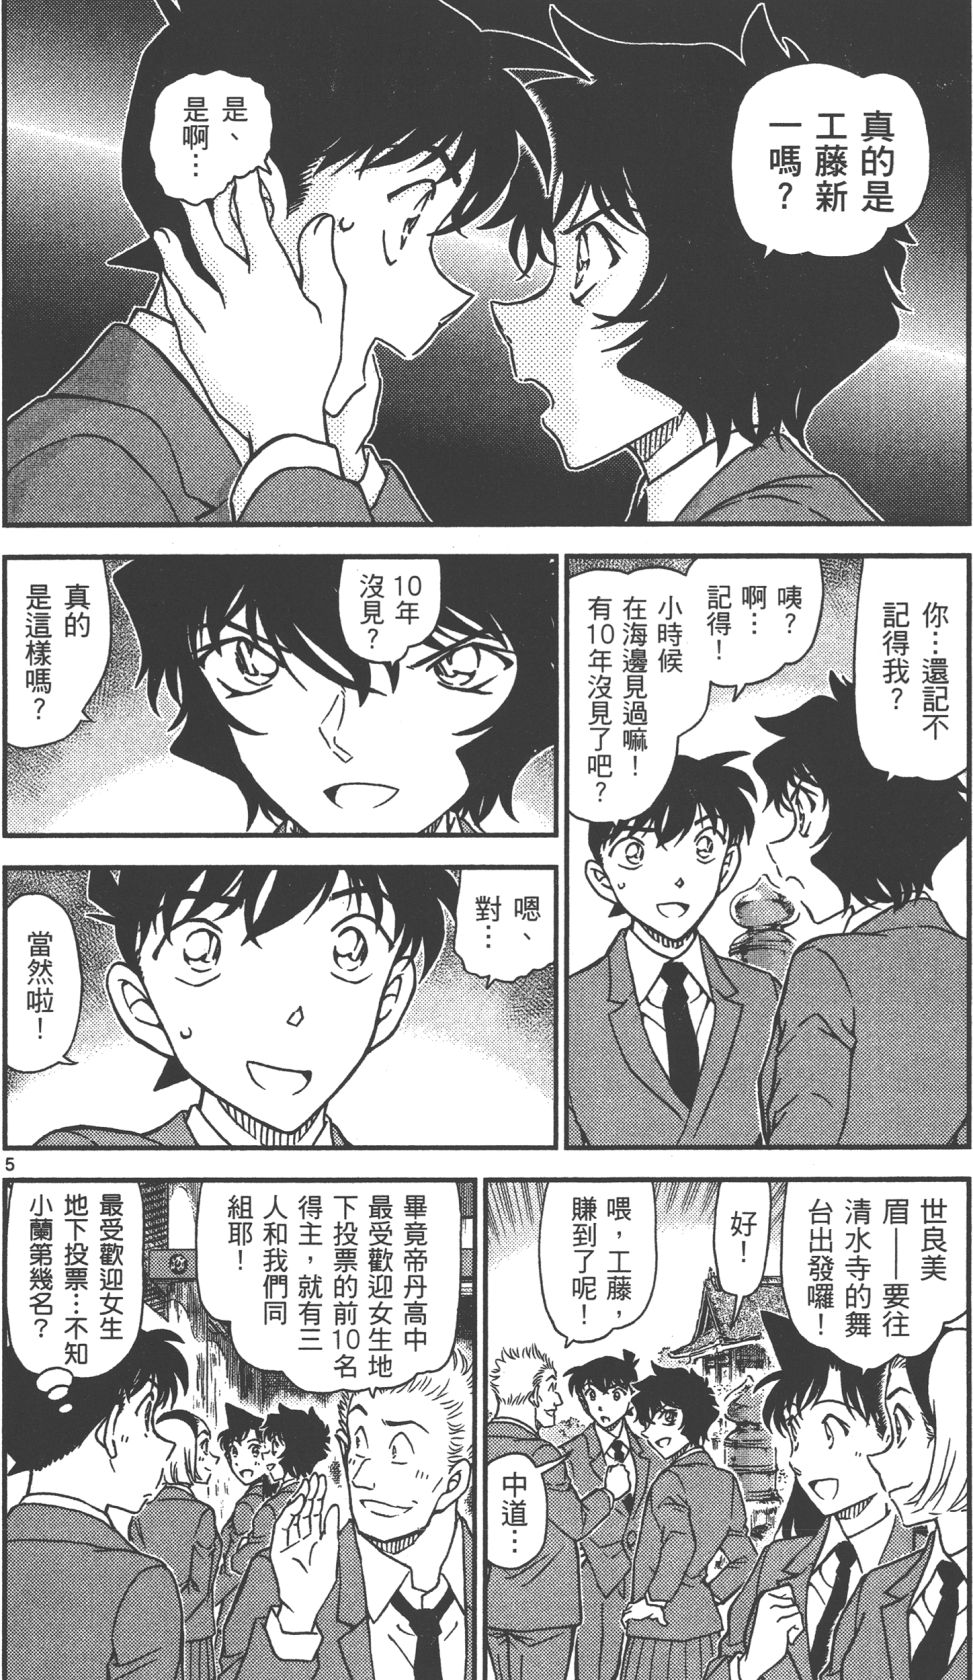 真的是
工藤新
一嗎？
是、
是啊…
你…還記不
記得我？
咦？
啊…
記得！
小時候
在海邊見過嘛！
有10年沒見了吧？
10年
沒見？
真的
是這樣嗎？
嗯、
對…
當然啦！
5
世良美
眉——要往
清水寺的舞
台出發囉！
好！
喂，工藤，
賺到了呢！
中道…
畢竟帝丹高中
最受歡迎女生地
下投票的前10名
得主，就有三
人和我們同
組耶！
最受歡迎女生
地下投票…不知
小蘭第幾名？